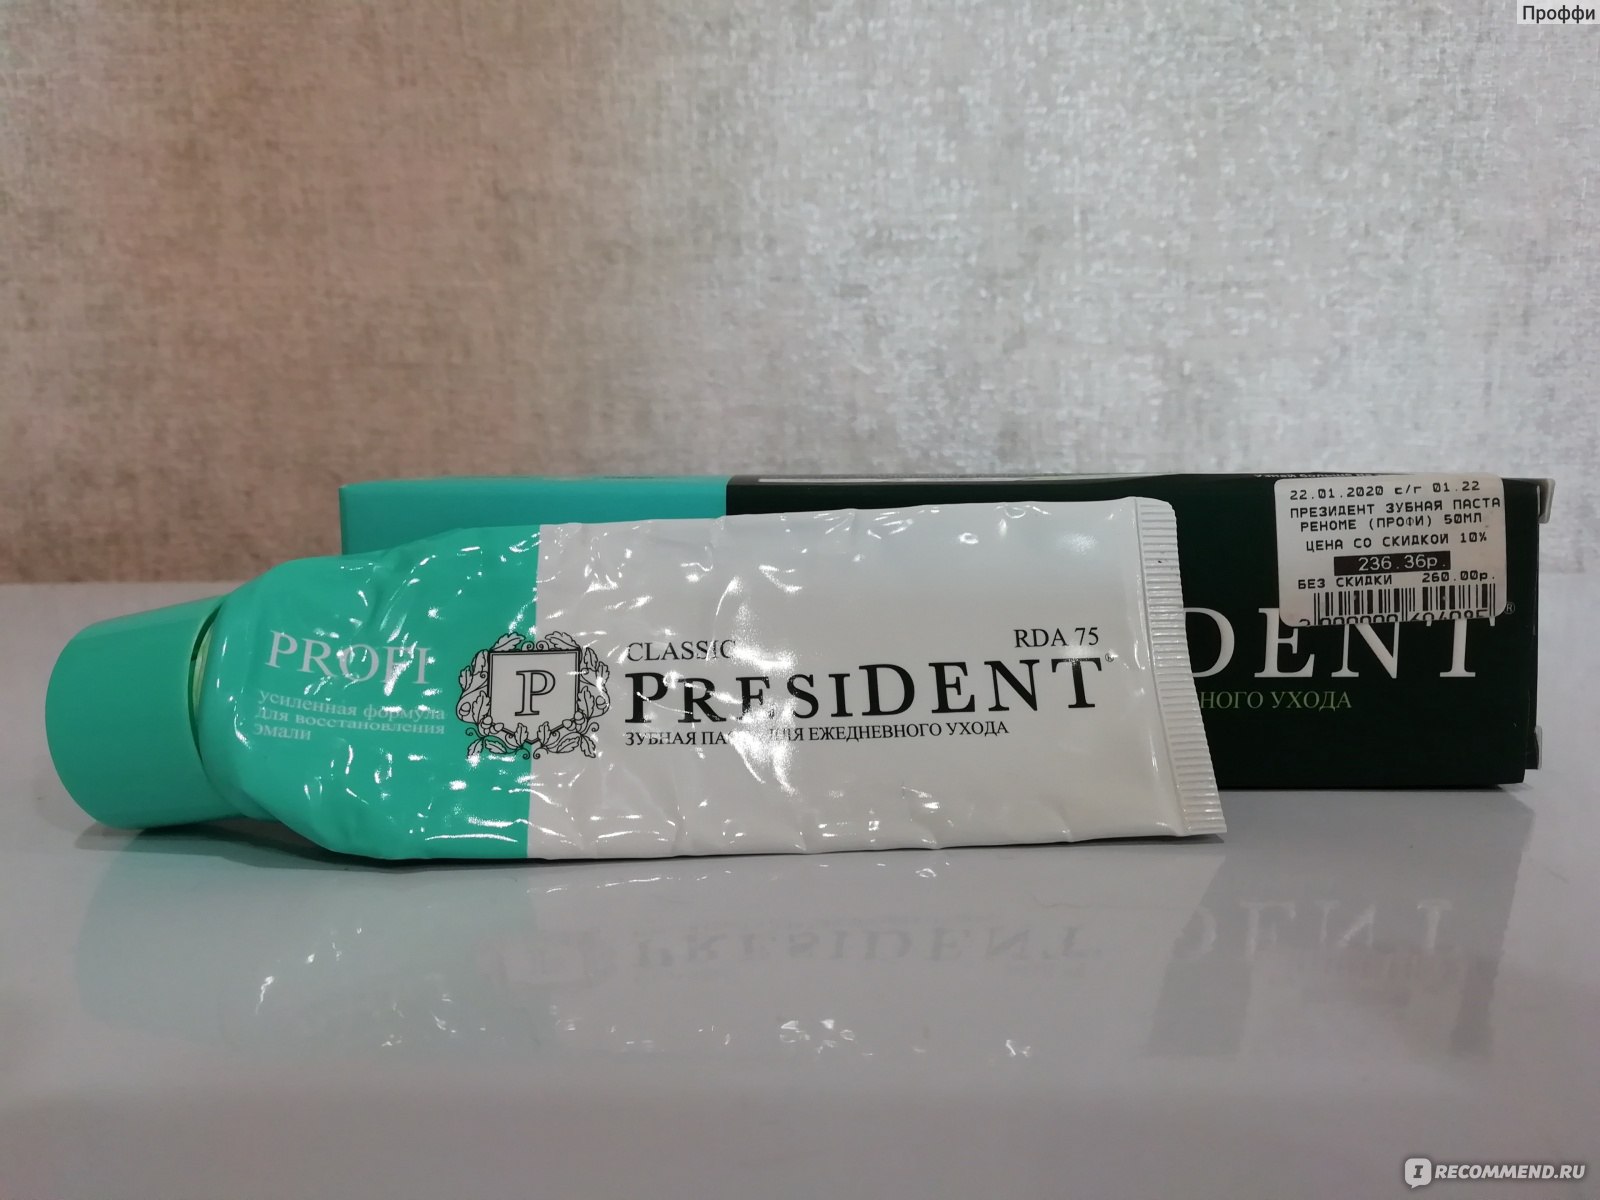 Проффи
22.01.2020 с/г 01.22
ПРЕЗИДЕНТ ЗУБНАЯ ПАСТА
РЕНОМЕ (ПРОФИ) 50МЛ
ЦЕНА СО СКИДКОЙ 10%
236.36р.
БЕЗ СКИДКИ 260.00р.
DENT®
НОГО УХОДА
PROFI
усиленная формула
для восстановления
эмали
P
CLASSIC
RDA 75
PRESIDENT®
ЗУБНАЯ ПАСТА ДЛЯ ЕЖЕДНЕВНОГО УХОДА
IRECOMMEND.RU